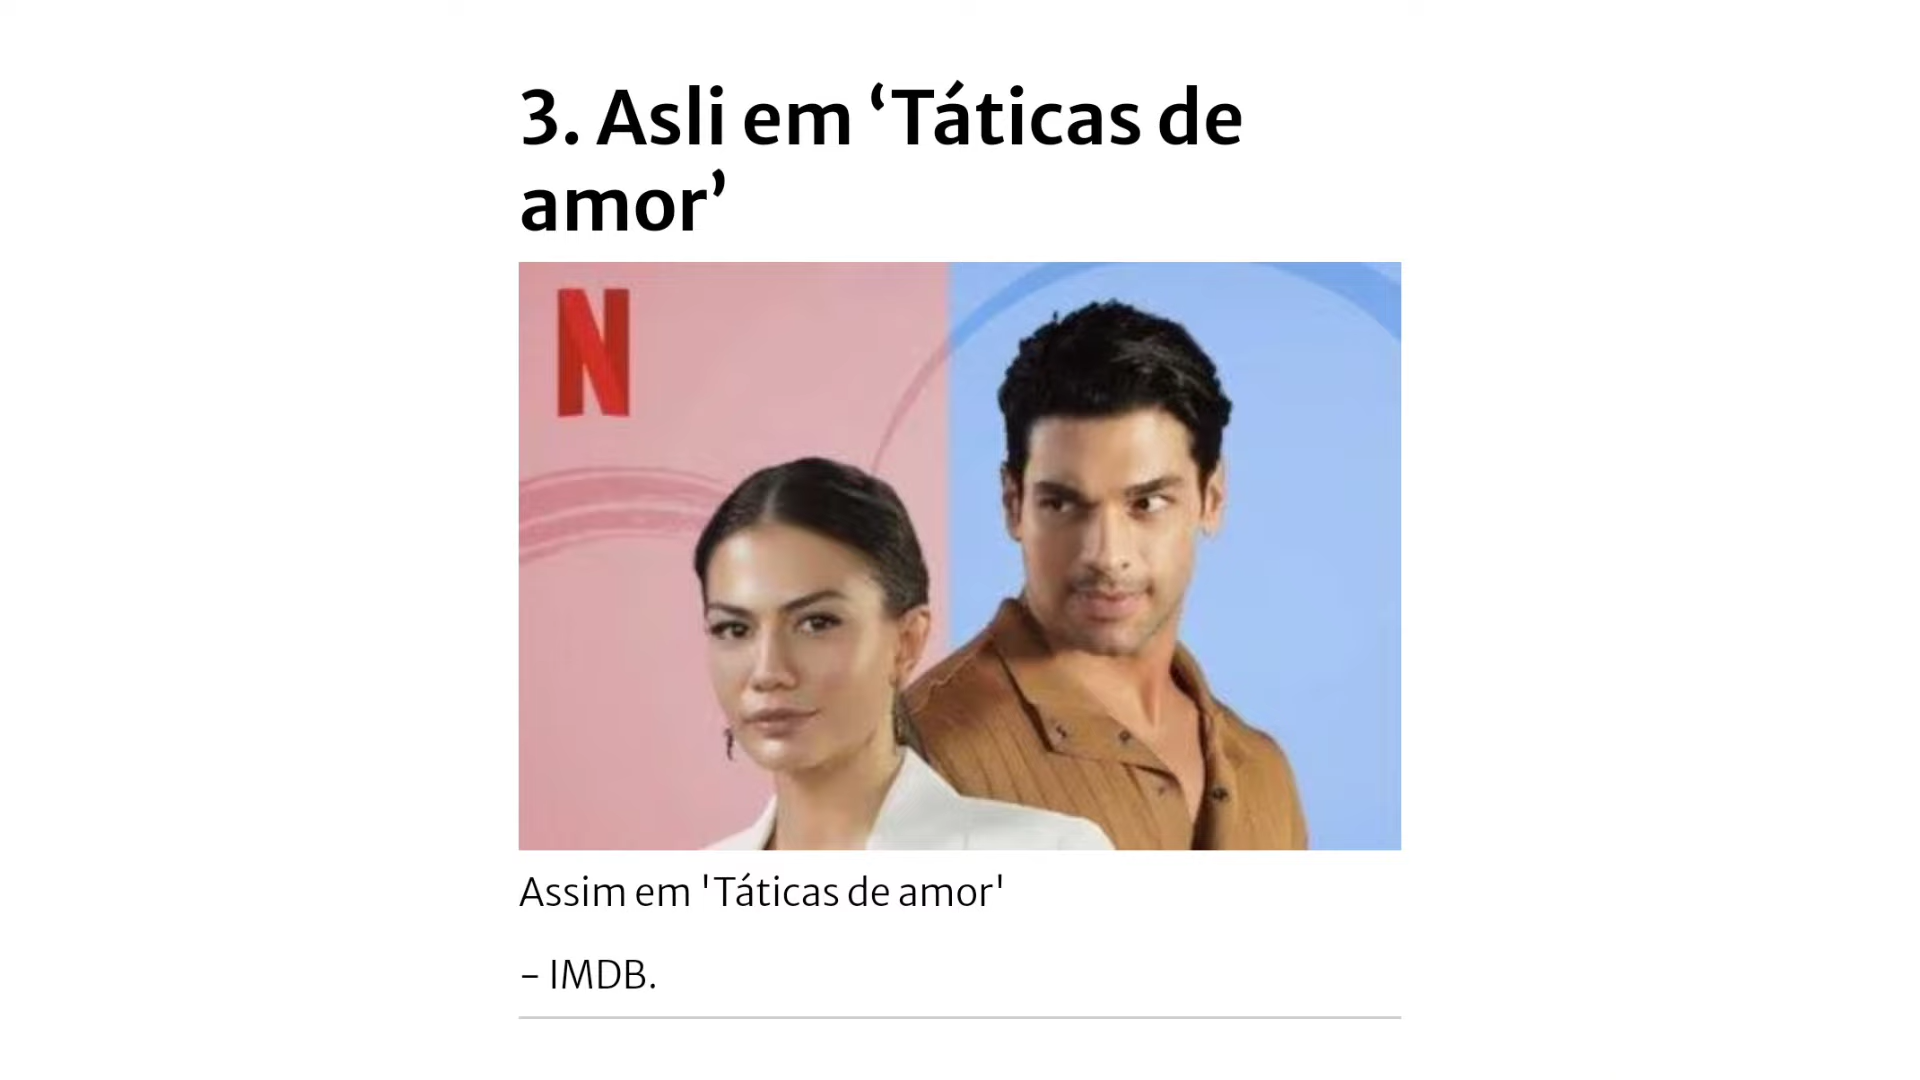 3. Asli em ‘Táticas de
amor’
N
Assim em 'Táticas de amor'
– IMDB.